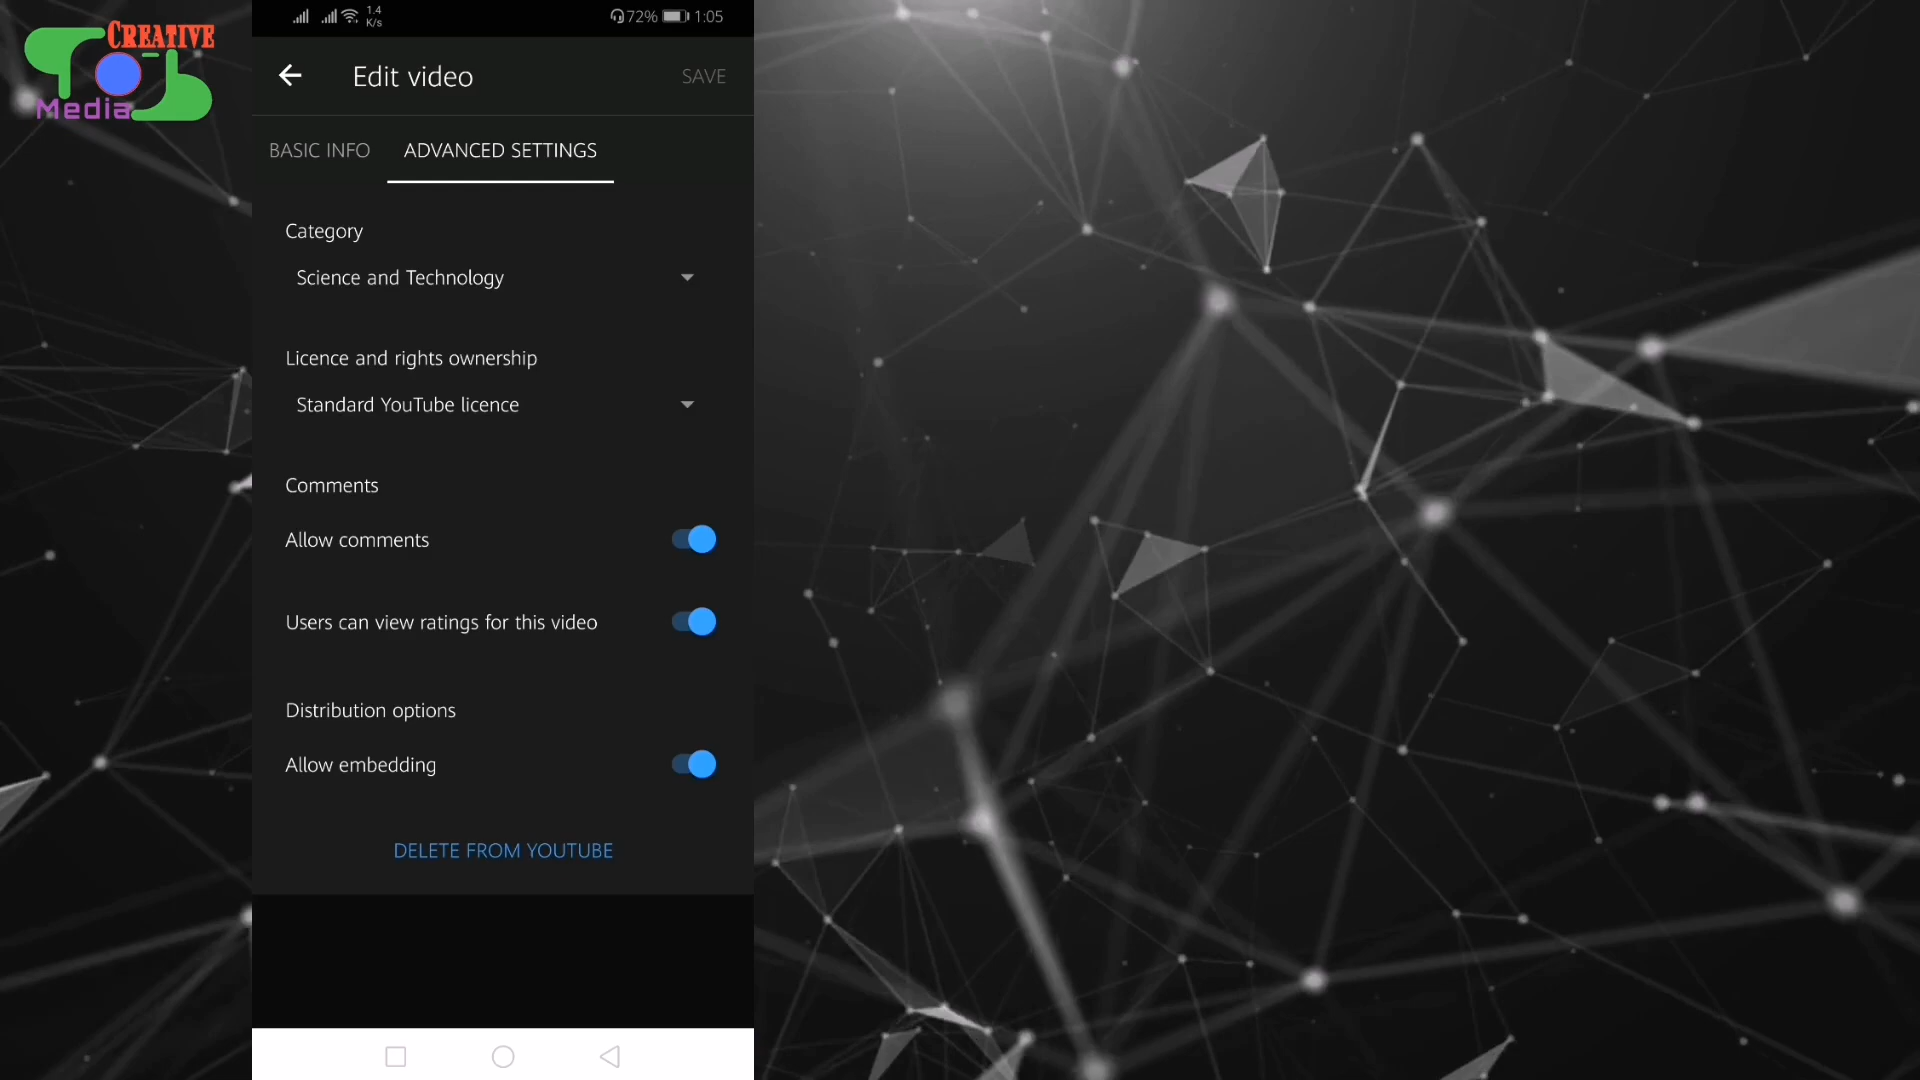 CREATIVE
Media
1.4
K/s
72%
1:05
Edit video
SAVE
BASIC INFO
ADVANCED SETTINGS
Category
Science and Technology
Licence and rights ownership
Standard YouTube licence
Comments
Allow comments
Users can view ratings for this video
Distribution options
Allow embedding
DELETE FROM YOUTUBE